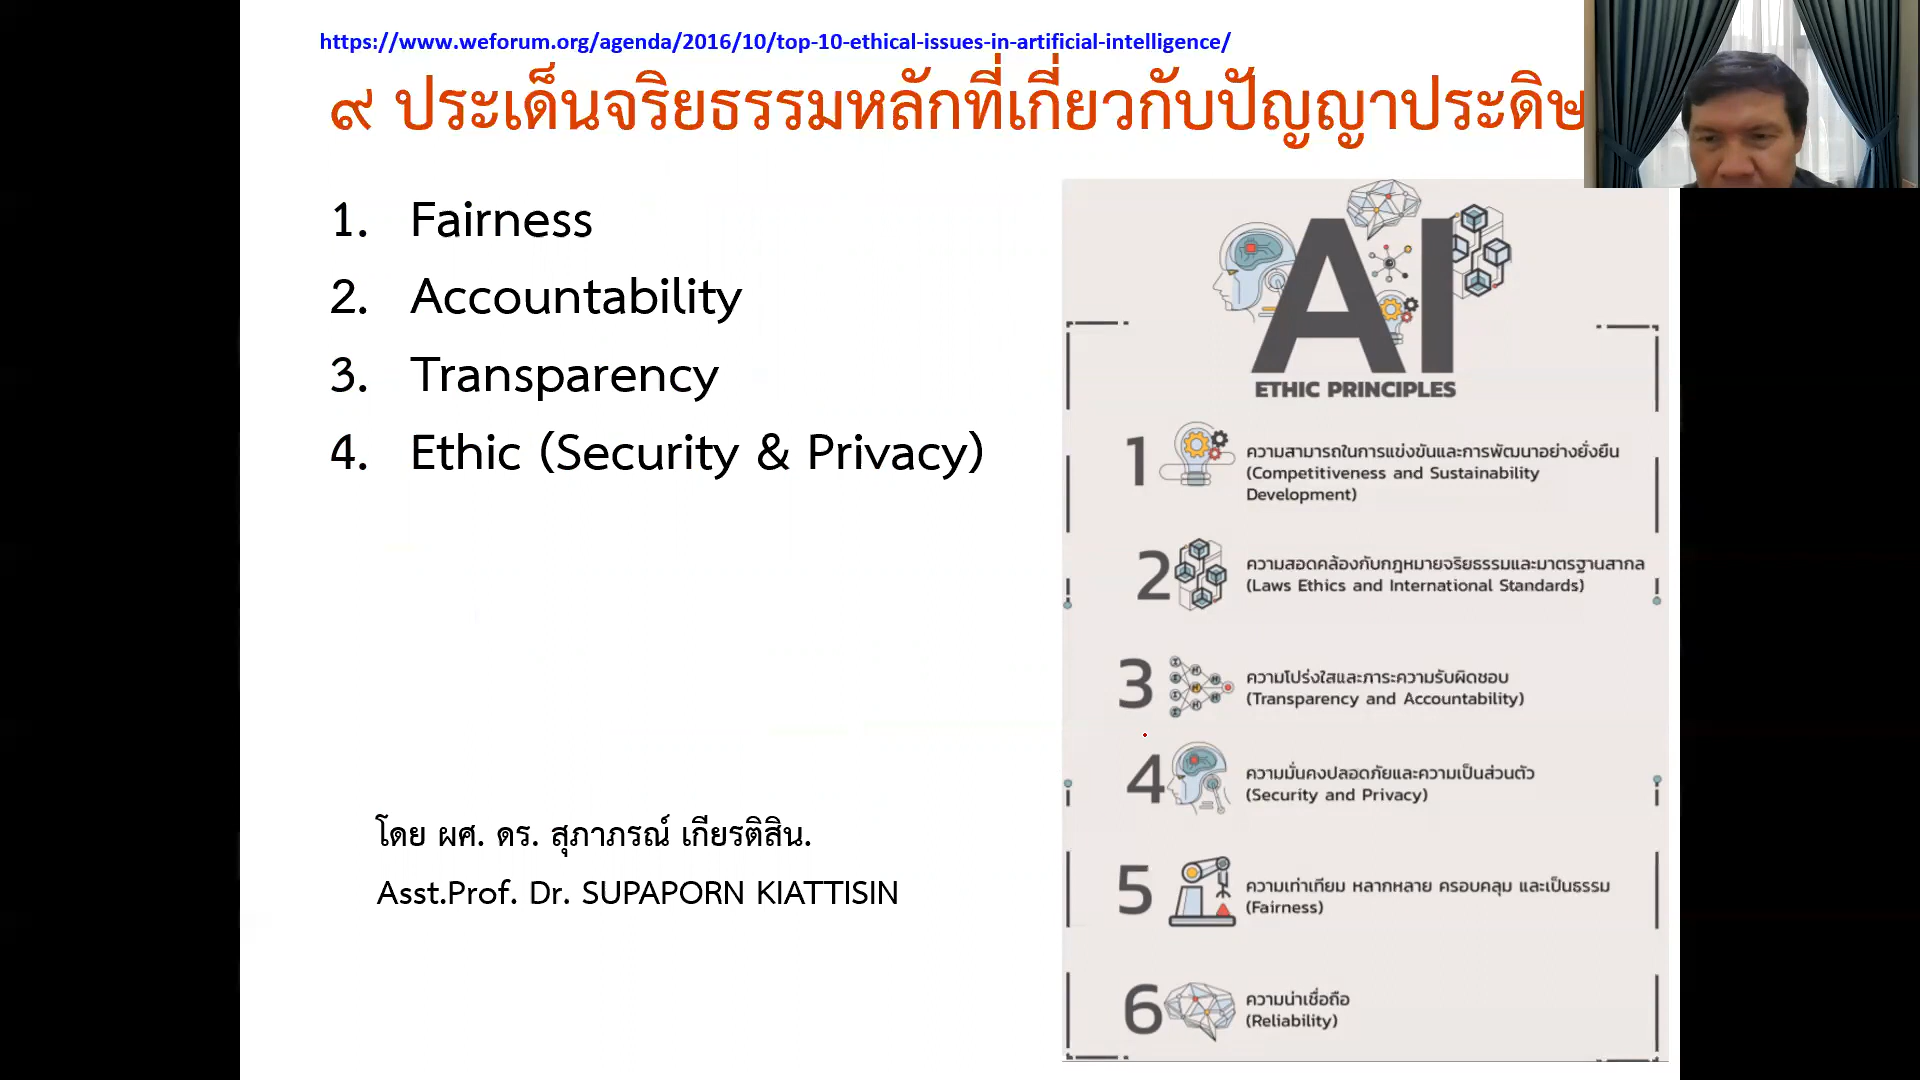 https://www.weforum.org/agenda/2016/10/top-10-ethical-issues-in-artificial-intelligence/
๙ ประเด็นจริยธรรมหลักที่เกี่ยวกับปัญญาประดิษ
1. Fairness
2. Accountability
3. Transparency
4. Ethic (Security & Privacy)
โดย ผศ. ดร. สุภาภรณ์ เกียรติสิน.
Asst.Prof. Dr. SUPAPORN KIATTISIN
AI
ETHIC PRINCIPLES
1 ความสามารถในการแข่งขันและการพัฒนาอย่างยั่งยืน
(Competitiveness and Sustainability
Development)
2 ความสอดคล้องกับกฎหมายจริยธรรมและมาตรฐานสากล
(Laws Ethics and International Standards)
3 ความโปร่งใสและภาระความรับผิดชอบ
(Transparency and Accountability)
4 ความมั่นคงปลอดภัยและความเป็นส่วนตัว
(Security and Privacy)
5 ความเท่าเทียม หลากหลาย ครอบคลุม และเป็นธรรม
(Fairness)
6 ความน่าเชื่อถือ
(Reliability)